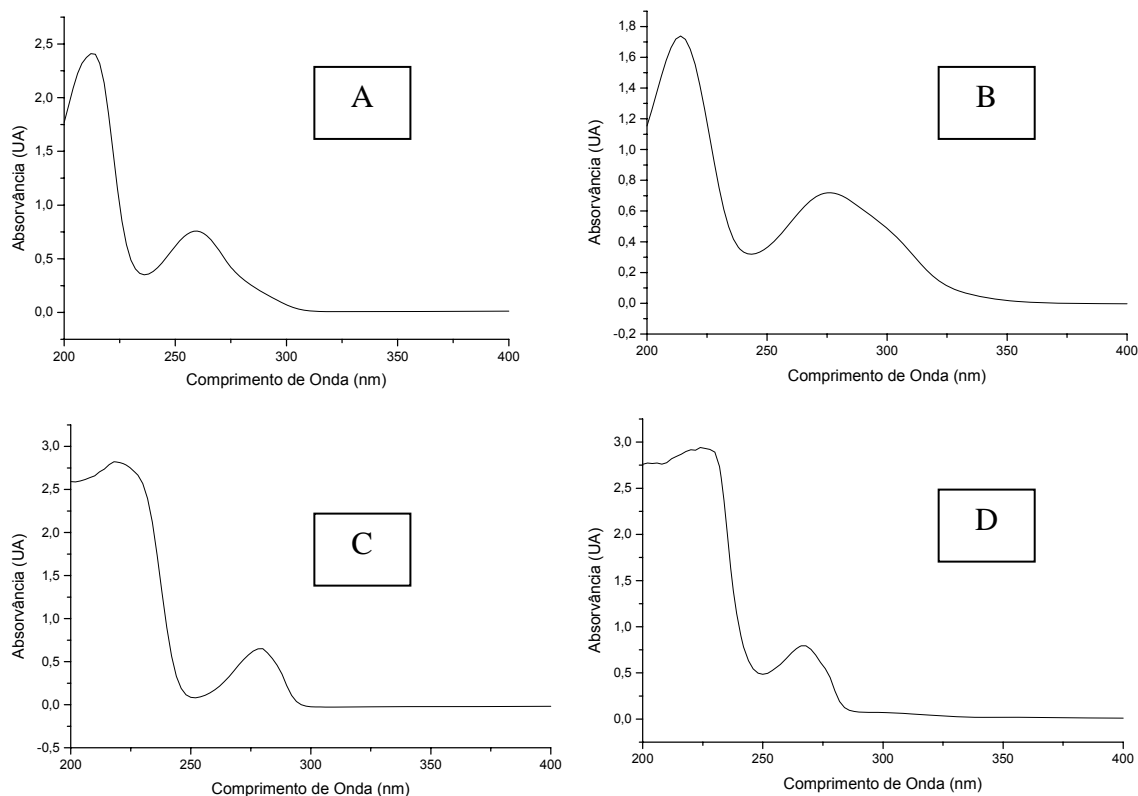 2,5
2,0
1,5
1,0
0,5
0,0
200 250 300 350 400
Absorvância (UA)
Comprimento de Onda (nm)
A
1,8
1,6
1,4
1,2
1,0
0,8
0,6
0,4
0,2
0,0
-0,2
200 250 300 350 400
Absorvância (UA)
Comprimento de Onda (nm)
B
3,0
2,5
2,0
1,5
1,0
0,5
0,0
-0,5
200 250 300 350 400
Absorvância (UA)
Comprimento de Onda (nm)
C
3,0
2,5
2,0
1,5
1,0
0,5
0,0
200 250 300 350 400
Absorvância (UA)
Comprimento de Onda (nm)
D